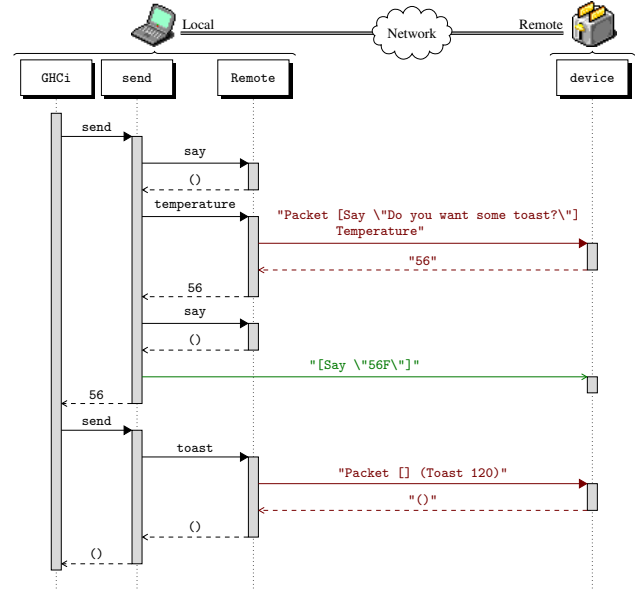 Local
Network
Remote
GHCi
send
Remote
device
send
say
()
temperature
"Packet [Say \"Do you want some toast?\"]
Temperature"
"56"
56
say
()
"[Say \"56F\"]"
56
send
toast
"Packet [] (Toast 120)"
"()"
()
()